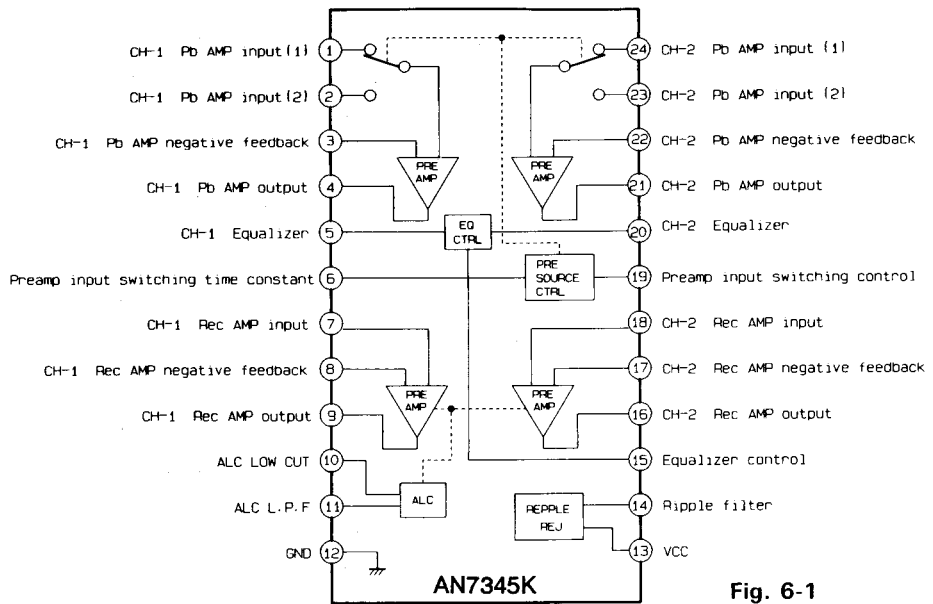 CH-1 Pb AMP input(1) 1
24 CH-2 Pb AMP input (1)
CH-1 Pb AMP input(2) 2
23 CH-2 Pb AMP input (2)
CH-1 Pb AMP negative feedback 3
22 CH-2 Pb AMP negative feedback
PRE
AMP
PRE
AMP
CH-1 Pb AMP output 4
21 CH-2 Pb AMP output
CH-1 Equalizer 5
EQ
CTRL
20 CH-2 Equalizer
Preamp input switching time constant 6
PRE
SOURCE
CTRL
19 Preamp input switching control
CH-1 Rec AMP input 7
18 CH-2 Rec AMP input
CH-1 Rec AMP negative feedback 8
17 CH-2 Rec AMP negative feedback
PRE
AMP
PRE
AMP
CH-1 Rec AMP output 9
16 CH-2 Rec AMP output
ALC LOW CUT 10
15 Equalizer control
ALC L.P.F 11
ALC
REPPLE
REJ
14 Ripple filter
GND 12
13 VCC
AN7345K
Fig. 6-1